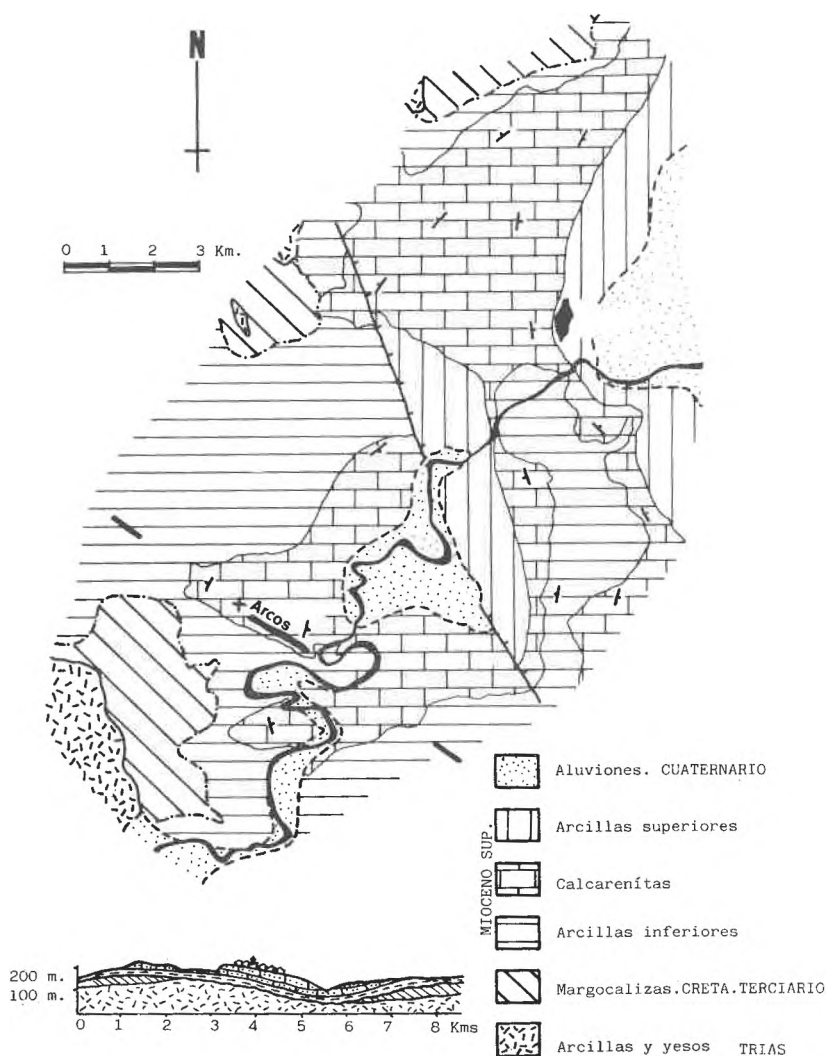 N
0 1 2 3 Km.
Arcos
MIOCENO SUP.
Aluviones. CUATERNARIO
Arcillas superiores
Calcarenítas
Arcillas inferiores
Margocalizas.CRETA.TERCIARIO
Arcillas y yesos TRIAS
200 m.
100 m.
0 1 2 3 4 5 6 7 8 Kms